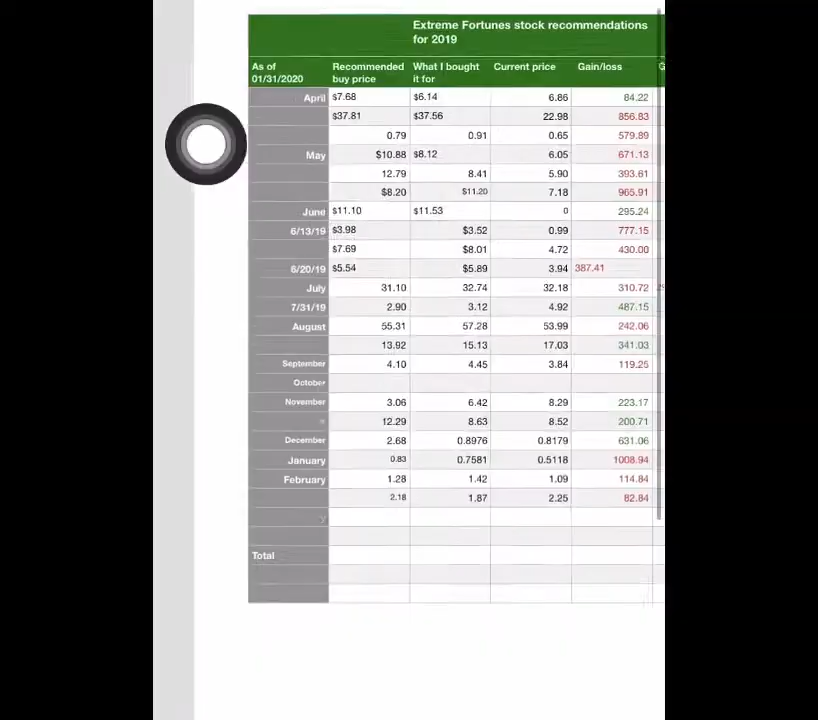 Extreme Fortunes stock recommendations
for 2019
As of
01/31/2020 Recommended
buy price What I bought
it for Current price Gain/loss G
April $7.68 $6.14 6.86 84.22
$37.81 $37.56 22.98 856.83
0.79 0.91 0.65 579.89
May $10.88 $8.12 6.05 671.13
12.79 8.41 5.90 393.61
$8.20 $11.20 7.18 965.91
June $11.10 $11.53 0 295.24
6/13/19 $3.98 $3.52 0.99 777.15
$7.69 $8.01 4.72 430.00
6/20/19 $5.54 $5.89 3.94 387.41
July 31.10 32.74 32.18 310.72
7/31/19 2.90 3.12 4.92 487.15
August 55.31 57.28 53.99 242.06
13.92 15.13 17.03 341.03
September 4.10 4.45 3.84 119.25
October
November 3.06 6.42 8.29 223.17
12.29 8.63 8.52 200.71
December 2.68 0.8976 0.8179 631.06
January 0.83 0.7581 0.5118 1008.94
February 1.28 1.42 1.09 114.84
2.18 1.87 2.25 82.84
y
Total